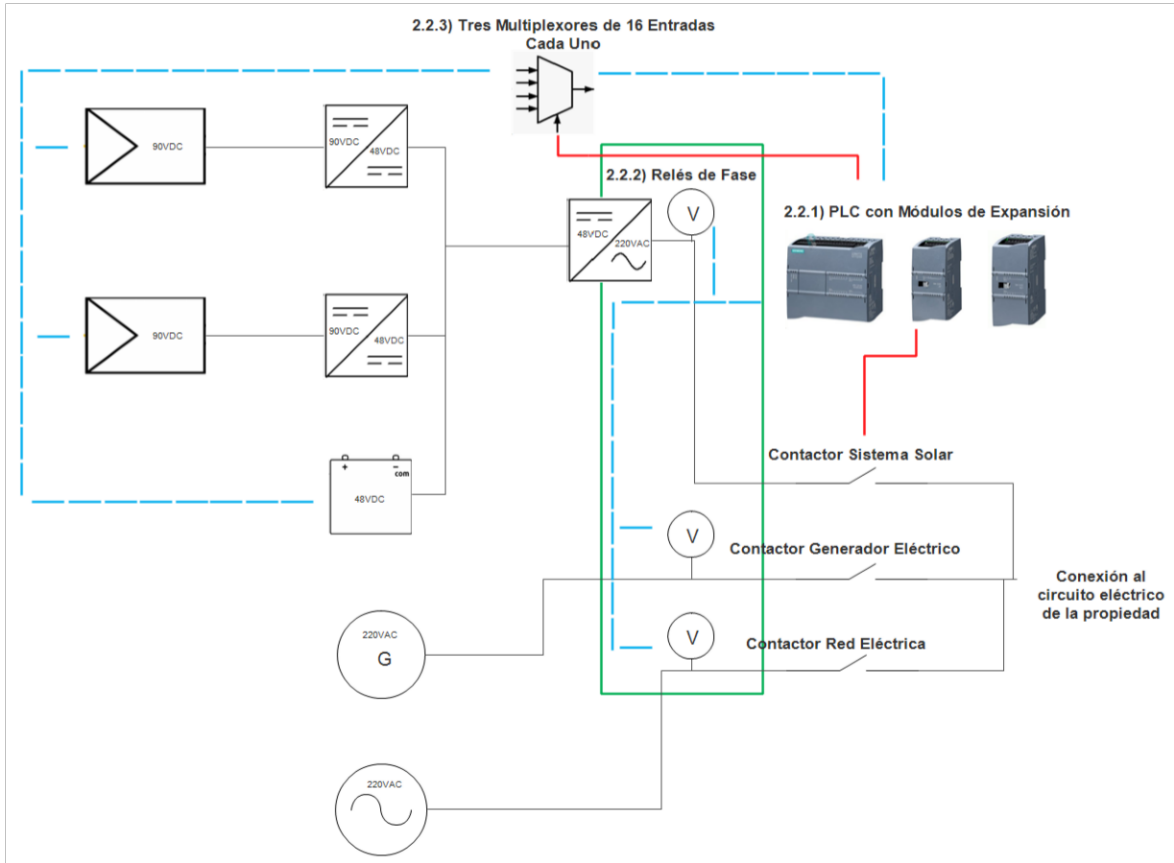 2.2.3) Tres Multiplexores de 16 Entradas
Cada Uno
90VDC
90VDC
48VDC
2.2.2) Relés de Fase
V
48VDC
220VAC
2.2.1) PLC con Módulos de Expansión
90VDC
90VDC
48VDC
+
−
com
48VDC
Contactor Sistema Solar
V
Contactor Generador Eléctrico
Conexión al
circuito eléctrico
de la propiedad
220VAC
G
V
Contactor Red Eléctrica
220VAC